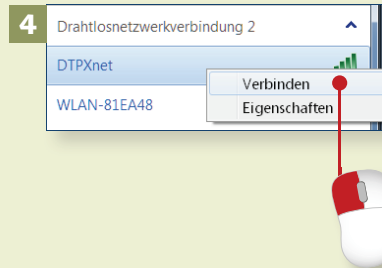 4
Drahtlosnetzwerkverbindung 2
DTPXnet
Verbinden
WLAN-81EA48
Eigenschaften